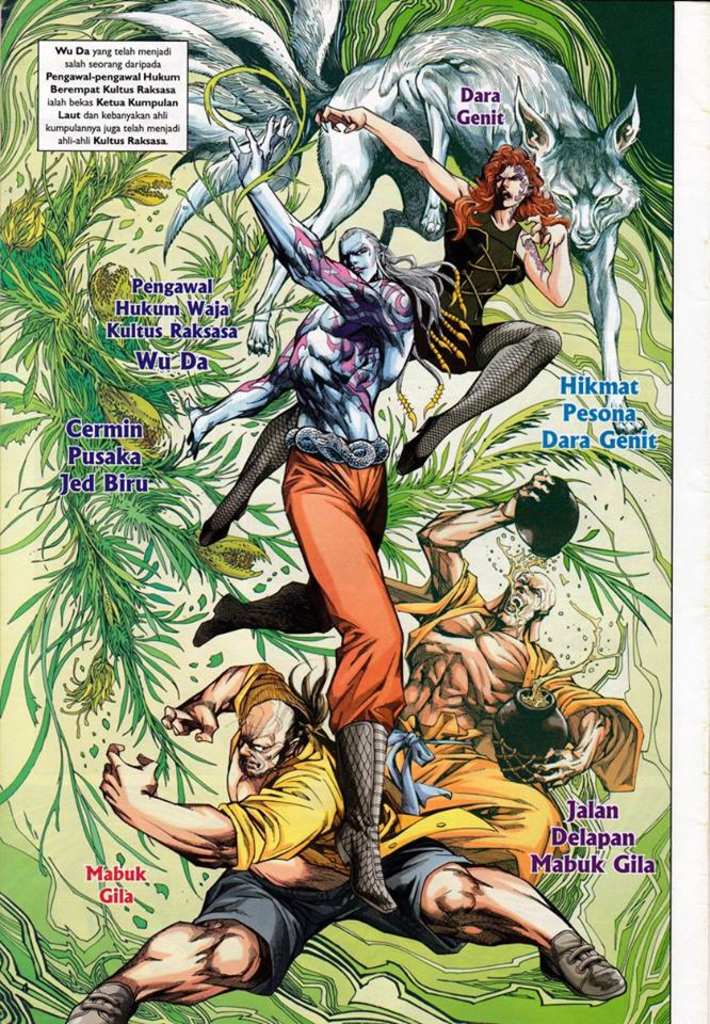 Wu Da yang telah menjadi
salah seorang daripada
Pengawal-pengawal Hukum
Berempat Kultus Raksasa
ialah bekas Ketua Kumpulan
Laut dan kebanyakan ahli
kumpulannya juga telah menjadi
ahli-ahli Kultus Raksasa.
Dara
Genit
Pengawal
Hukum Waja
Kultus Raksasa
Wu Da
Hikmat
Pesona
Dara Genit
Cermin
Pusaka
Jed Biru
Jalan
Delapan
Mabuk Gila
Mabuk
Gila